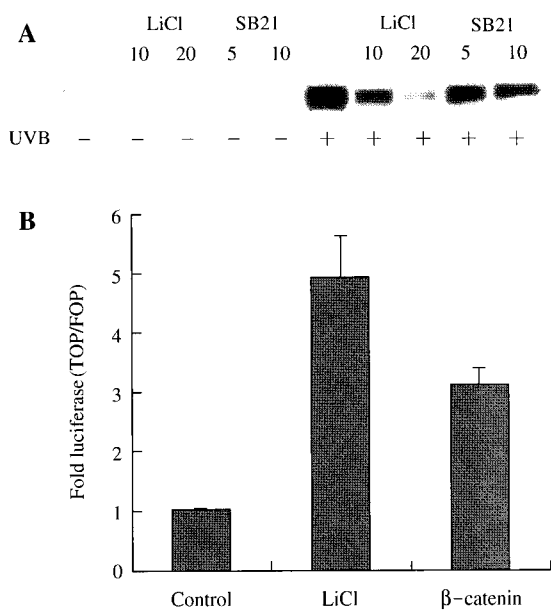 A
LiCl SB21 LiCl SB21
10 20 5 10 10 20 5 10
UVB − − − − − + + + + +
B
6
5
4
3
2
1
0
Fold luciferase (TOP/FOP)
Control LiCl β−catenin